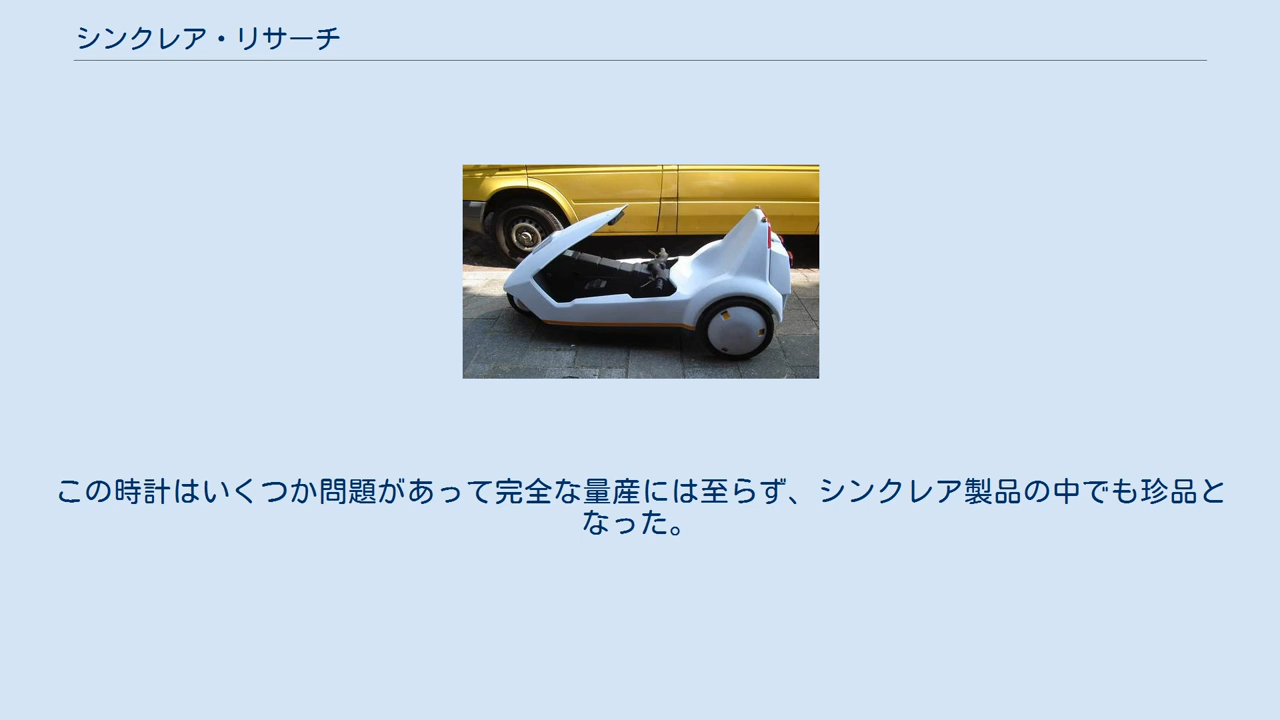 シンクレア・リサーチ
この時計はいくつか問題があって完全な量産には至らず、シンクレア製品の中でも珍品と
なった。